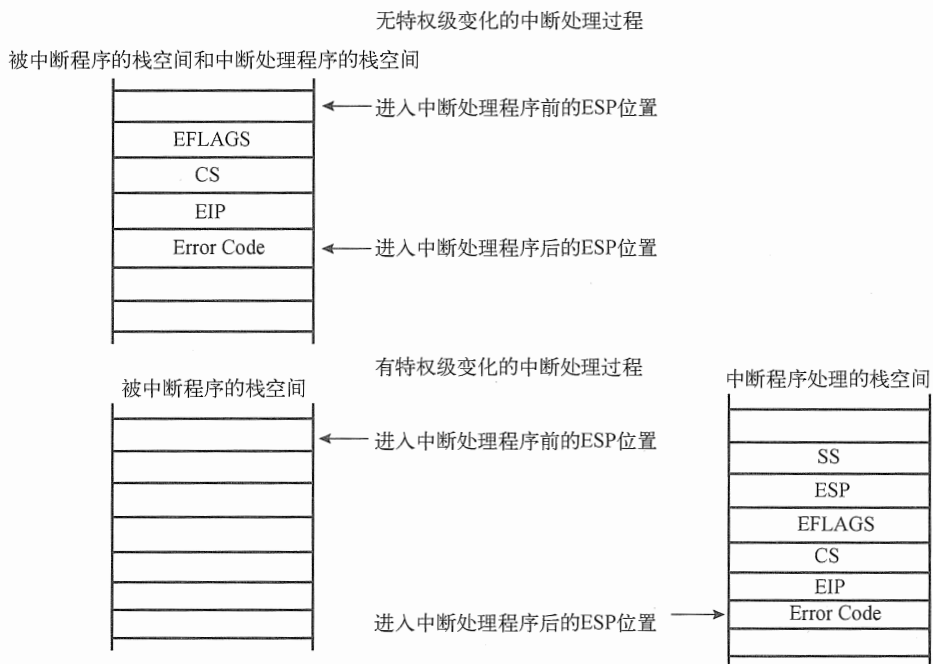 无特权级变化的中断处理过程
被中断程序的栈空间和中断处理程序的栈空间
进入中断处理程序前的ESP位置
EFLAGS
CS
EIP
Error Code
进入中断处理程序后的ESP位置
有特权级变化的中断处理过程
被中断程序的栈空间
中断程序处理的栈空间
进入中断处理程序前的ESP位置
SS
ESP
EFLAGS
CS
EIP
Error Code
进入中断处理程序后的ESP位置